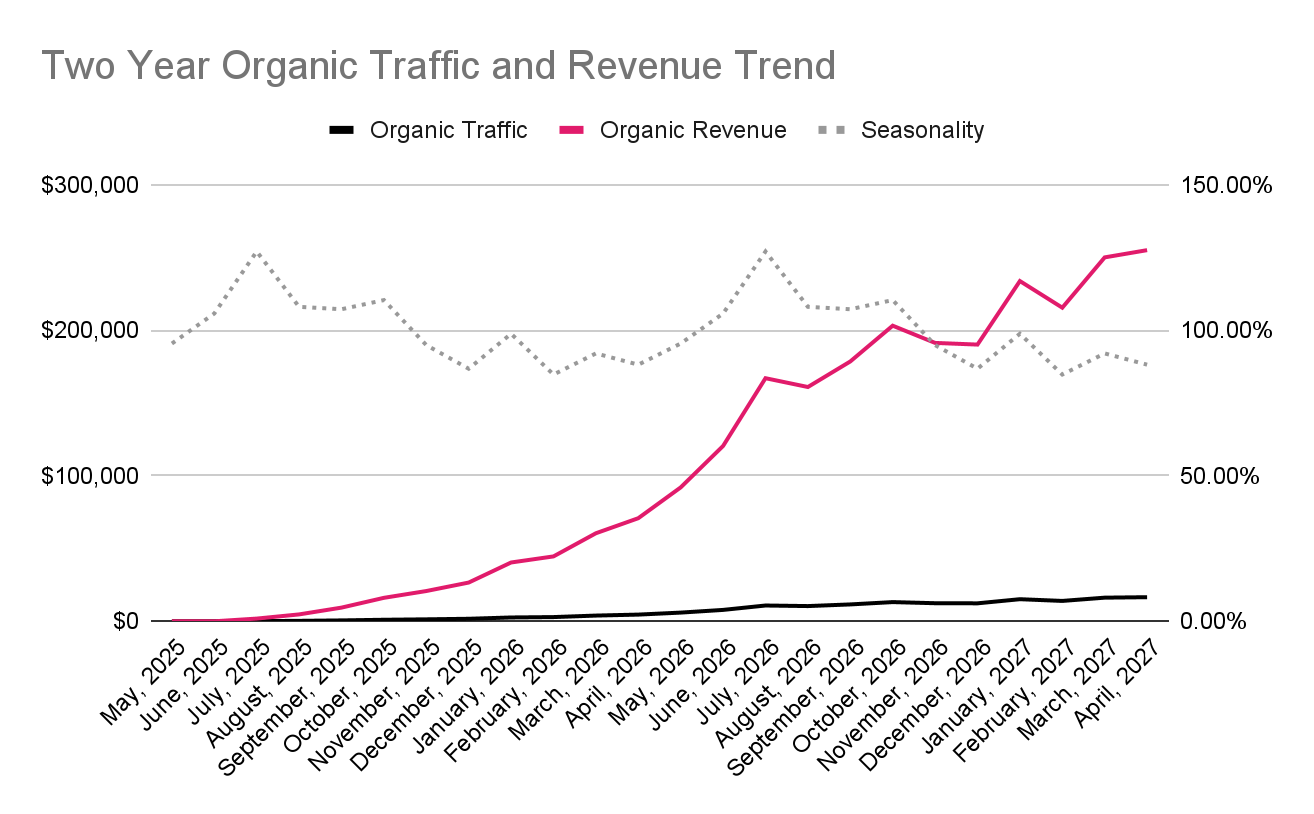 Two Year Organic Traffic and Revenue Trend
Organic Traffic
Organic Revenue
Seasonality
$300,000
$200,000
$100,000
$0
150.00%
100.00%
50.00%
0.00%
May, 2025
June, 2025
July, 2025
August, 2025
September, 2025
October, 2025
November, 2025
December, 2025
January, 2026
February, 2026
March, 2026
April, 2026
May, 2026
June, 2026
July, 2026
August, 2026
September, 2026
October, 2026
November, 2026
December, 2026
January, 2027
February, 2027
March, 2027
April, 2027